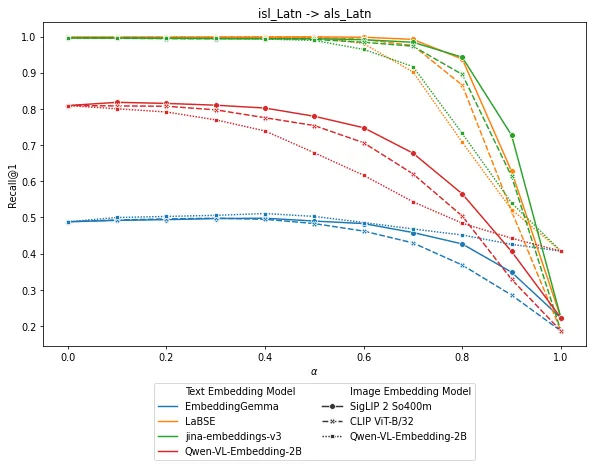 isl_Latn -> als_Latn
1.0
0.9
0.8
0.7
0.6
0.5
0.4
0.3
0.2
Recall@1
0.0 0.2 0.4 0.6 0.8 1.0
α
Text Embedding Model Image Embedding Model
EmbeddingGemma SigLIP 2 So400m
LaBSE CLIP ViT-B/32
jina-embeddings-v3 Qwen-VL-Embedding-2B
Qwen-VL-Embedding-2B